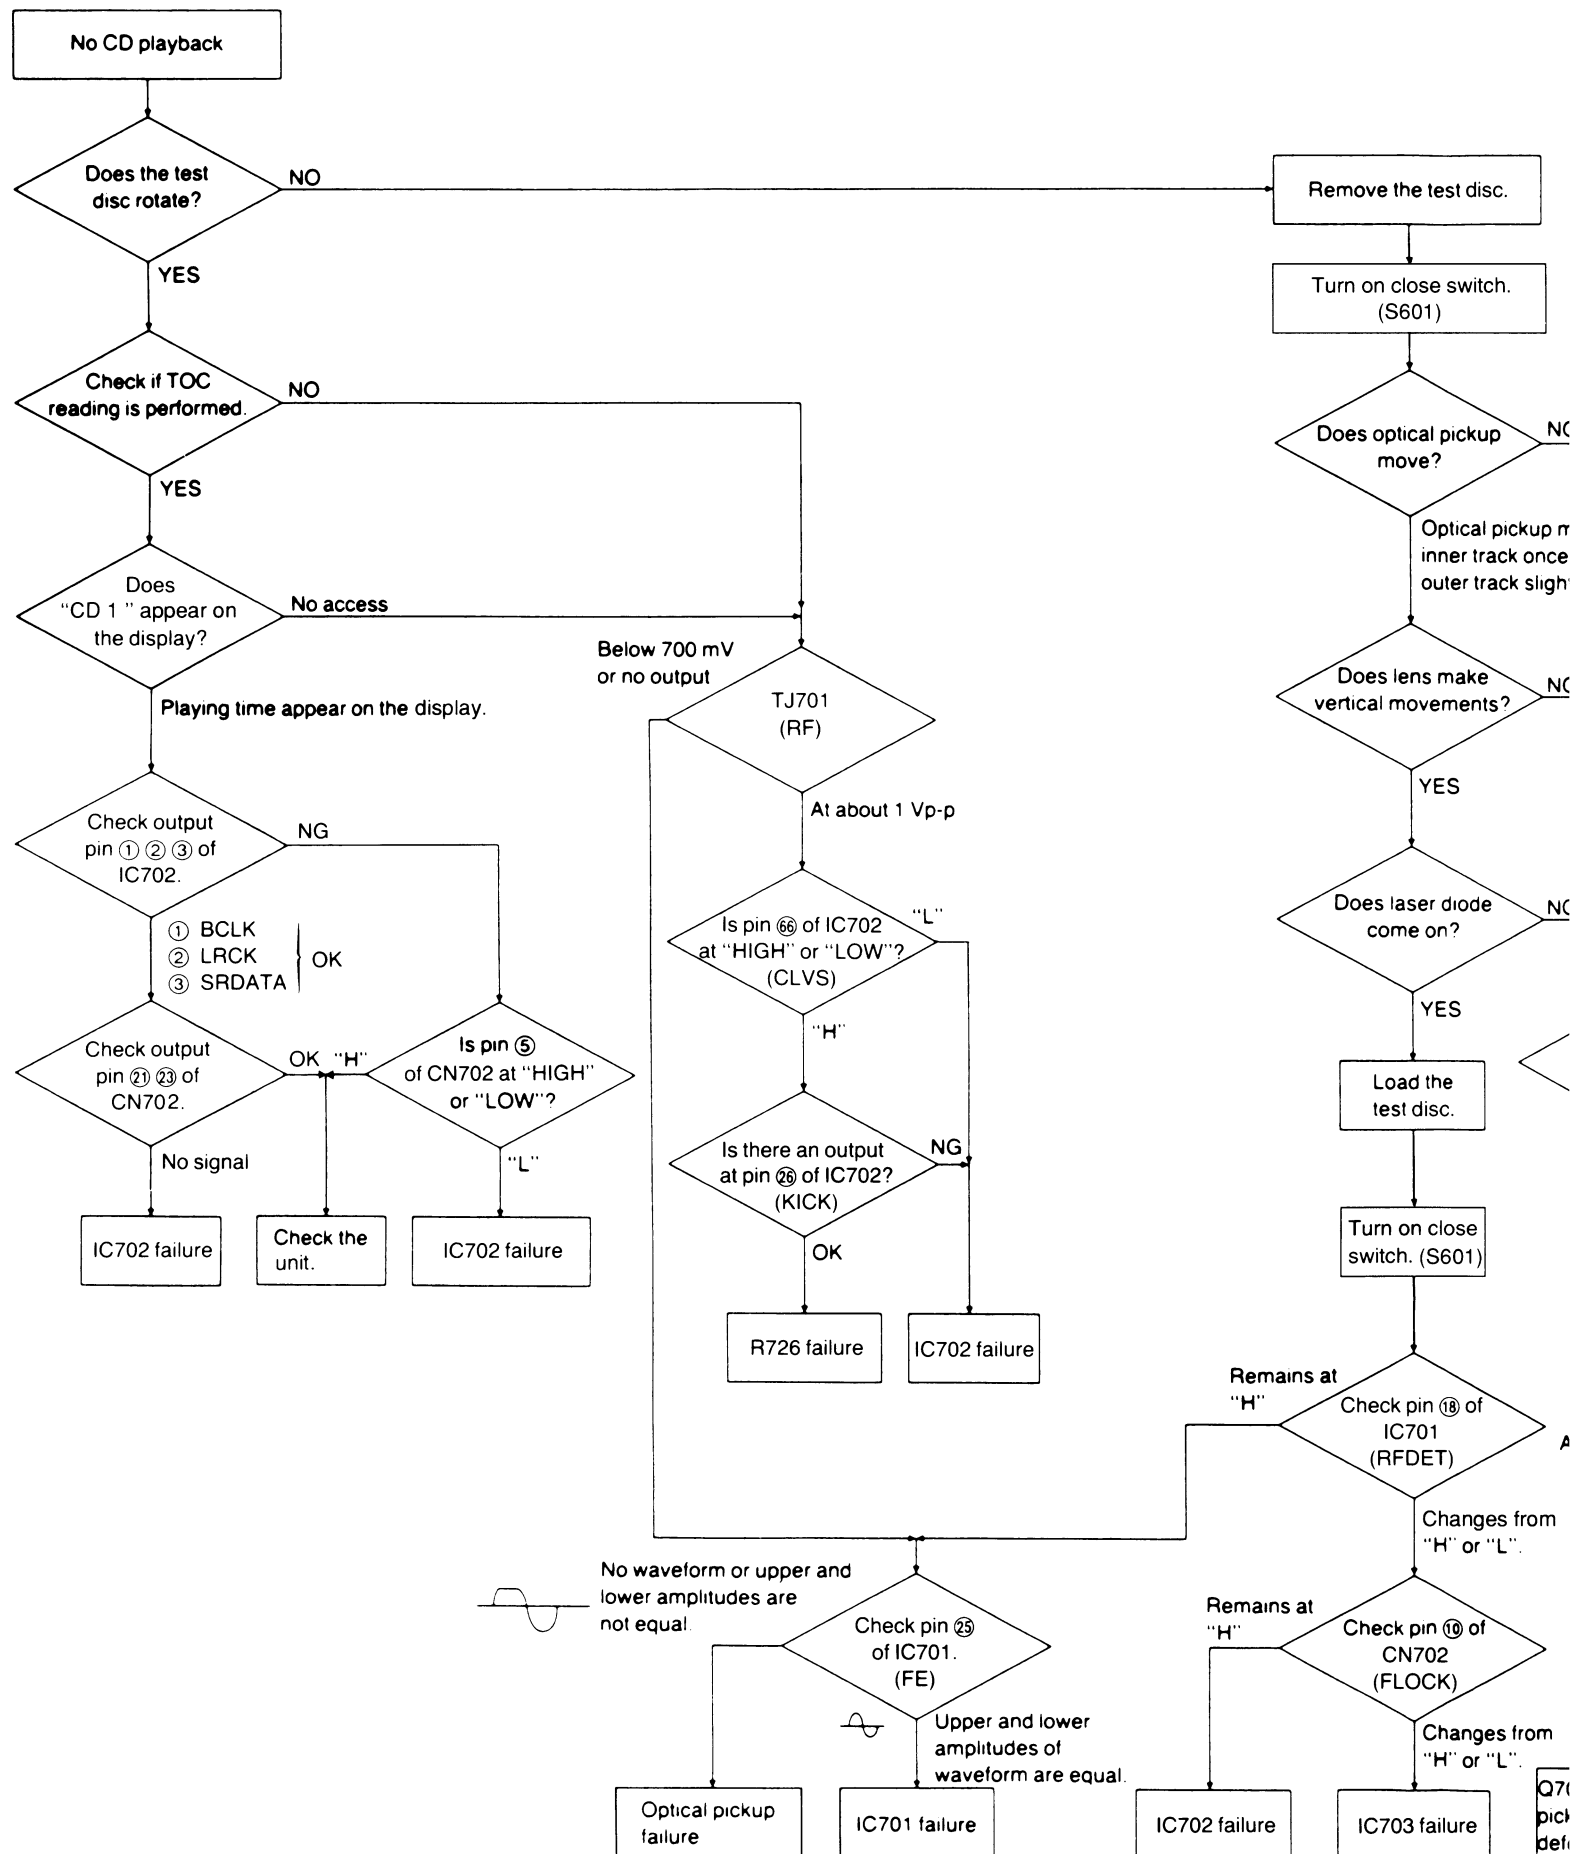 No CD playback
Does the test
disc rotate?
NO
YES
Check if TOC
reading is performed.
NO
YES
Does
"CD 1 " appear on
the display?
No access
Playing time appear on the display.
Check output
pin ① ② ③ of
IC702.
NG
① BCLK
② LRCK
③ SRDATA
OK
Check output
pin ㉑ ㉓ of
CN702.
OK
"H"
Is pin ⑤
of CN702 at "HIGH"
or "LOW"?
No signal
"L"
IC702 failure
Check the
unit.
IC702 failure
Below 700 mV
or no output
TJ701
(RF)
At about 1 Vp-p
Is pin 66 of IC702
at "HIGH" or "LOW"?
(CLVS)
"L"
"H"
Is there an output
at pin ㉖ of IC702?
(KICK)
NG
OK
R726 failure
IC702 failure
Remove the test disc.
Turn on close switch.
(S601)
Does optical pickup
move?
Optical pickup
inner track once
outer track
Does lens make
vertical movements?
YES
Does laser diode
come on?
YES
Load the
test disc.
Turn on close
switch. (S601)
Remains at
"H"
Check pin ⑱ of
IC701
(RFDET)
Changes from
"H" or "L".
No waveform or upper and
lower amplitudes are
not equal.
Check pin ㉕
of IC701.
(FE)
Upper and lower
amplitudes of
waveform are equal.
Remains at
"H"
Check pin ⑩ of
CN702
(FLOCK)
Changes from
"H" or "L".
Optical pickup
failure
IC701 failure
IC702 failure
IC703 failure